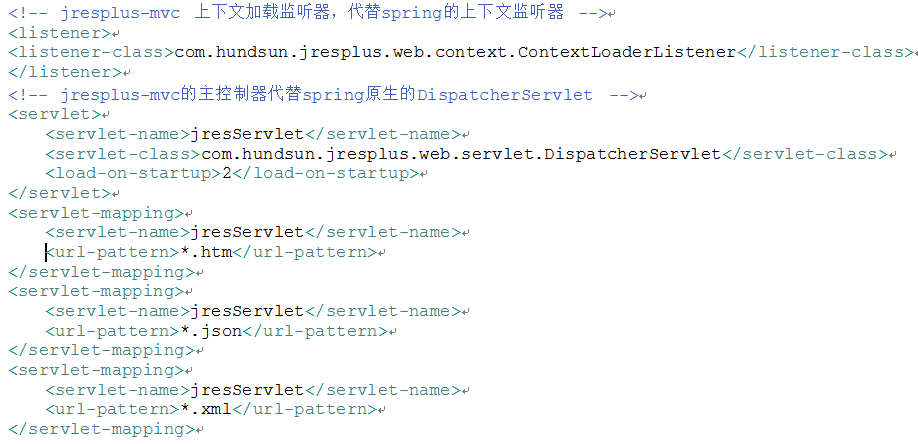 <!-- jresplus-mvc 上下文加载监听器，代替spring的上下文监听器 -->
<listener>
<listener-class>com.hundsun.jresplus.web.context.ContextLoaderListener</listener-class>
</listener>
<!-- jresplus-mvc的主控制器代替spring原生的DispatcherServlet -->
<servlet>
    <servlet-name>jresServlet</servlet-name>
    <servlet-class>com.hundsun.jresplus.web.servlet.DispatcherServlet</servlet-class>
    <load-on-startup>2</load-on-startup>
</servlet>
<servlet-mapping>
    <servlet-name>jresServlet</servlet-name>
    <url-pattern>*.htm</url-pattern>
</servlet-mapping>
<servlet-mapping>
    <servlet-name>jresServlet</servlet-name>
    <url-pattern>*.json</url-pattern>
</servlet-mapping>
<servlet-mapping>
    <servlet-name>jresServlet</servlet-name>
    <url-pattern>*.xml</url-pattern>
</servlet-mapping>